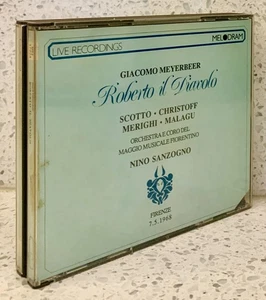 LIVE RECORDINGS
MELODRAM
GIACOMO MEYERBEER
Roberto il Diavolo
SCOTTO · CHRISTOFF
MERIGHI · MALAGU
ORCHESTRA E CORO DEL
MAGGIO MUSICALE FIORENTINO
NINO SANZOGNO
FIRENZE
7.5.1968